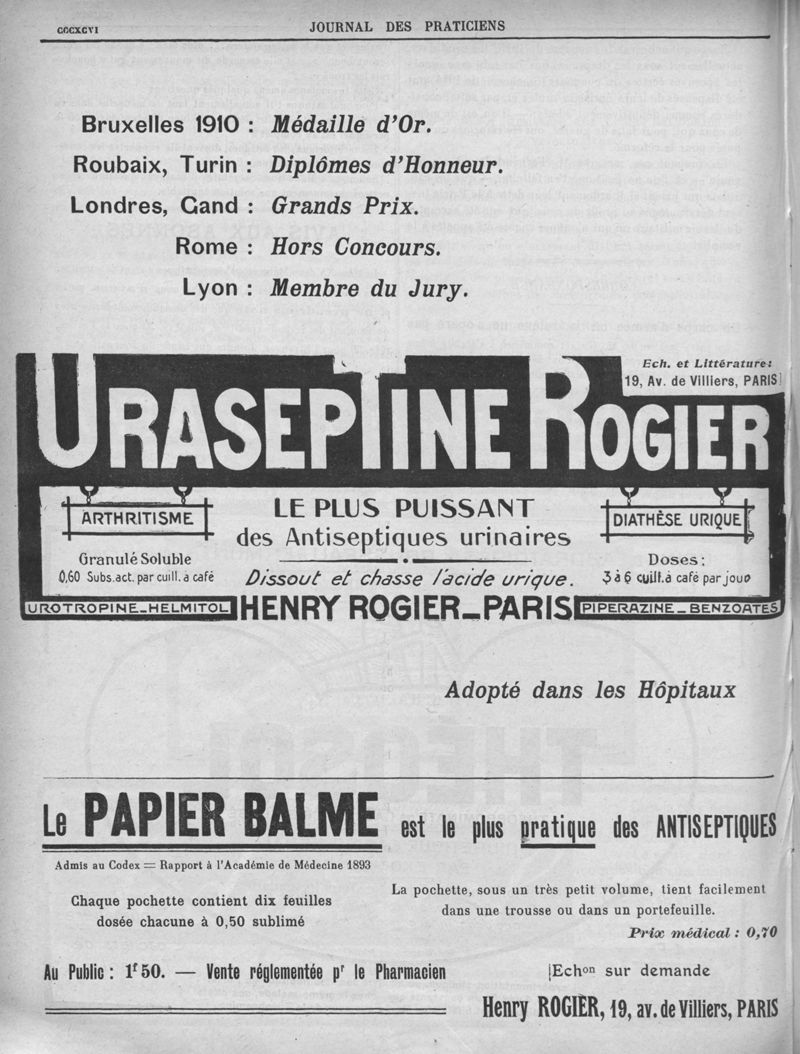 CCCXCVI
JOURNAL DES PRATICIENS
Bruxelles 1910 : Médaille d'Or.
Roubaix, Turin : Diplômes d'Honneur.
Londres, Gand : Grands Prix.
Rome : Hors Concours.
Lyon : Membre du Jury.
Ech. et Littérature:
19, Av. de Villiers, PARIS
URASEPTINE ROGIER
ARTHRITISME
LE PLUS PUISSANT
des Antiseptiques urinaires
DIATHÈSE URIQUE
Granulé Soluble
0,60 Subs. act. par cuill. à café
Dissout et chasse l'acide urique.
Doses:
3 à 6 cuill. à café par jour
UROTROPINE_HELMITOL
HENRY ROGIER_PARIS
PIPERAZINE_BENZOATES
Adopté dans les Hôpitaux
Le PAPIER BALME est le plus pratique des ANTISEPTIQUES
Admis au Codex = Rapport à l'Académie de Médecine 1893
Chaque pochette contient dix feuilles
dosée chacune à 0,50 sublimé
La pochette, sous un très petit volume, tient facilement
dans une trousse ou dans un portefeuille.
Prix médical : 0,70
Au Public : 1f 50. — Vente réglementée pr le Pharmacien
Echon sur demande
Henry ROGIER, 19, av. de Villiers, PARIS